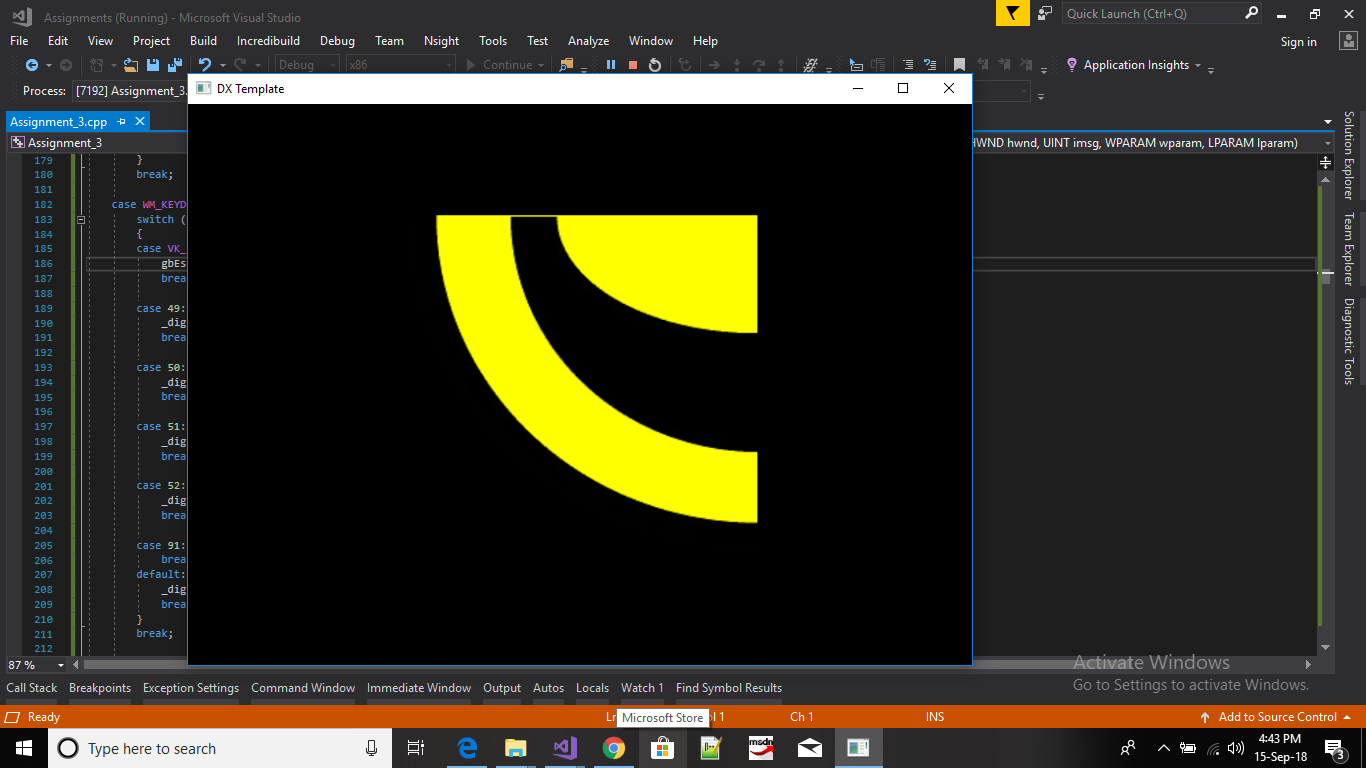 Assignments (Running) - Microsoft Visual Studio
Quick Launch (Ctrl+Q)
File Edit View Project Build Incredibuild Debug Team Nsight Tools Test Analyze Window Help
Sign in
Debug x86 Continue Application Insights
Process: [7192] Assignment_3.
DX Template
Assignment_3.cpp
Assignment_3
HWND hwnd, UINT imsg, WPARAM wparam, LPARAM lparam)
179 }
180 break;
181
182 case WM_KEYD
183 switch (
184 {
185 case VK_
186 gbEs
187 brea
188
189 case 49:
190 _dig
191 brea
192
193 case 50:
194 _dig
195 brea
196
197 case 51:
198 _dig
199 brea
200
201 case 52:
202 _dig
203 brea
204
205 case 91:
206 brea
207 default:
208 _dig
209 brea
210 }
211 break;
212
Solution Explorer
Team Explorer
Diagnostic Tools
87 %
Activate Windows
Go to Settings to activate Windows.
Call Stack Breakpoints Exception Settings Command Window Immediate Window Output Autos Locals Watch 1 Find Symbol Results
Ready Ch 1 INS Add to Source Control
Microsoft Store
Type here to search
msdn
4:43 PM
15-Sep-18
3